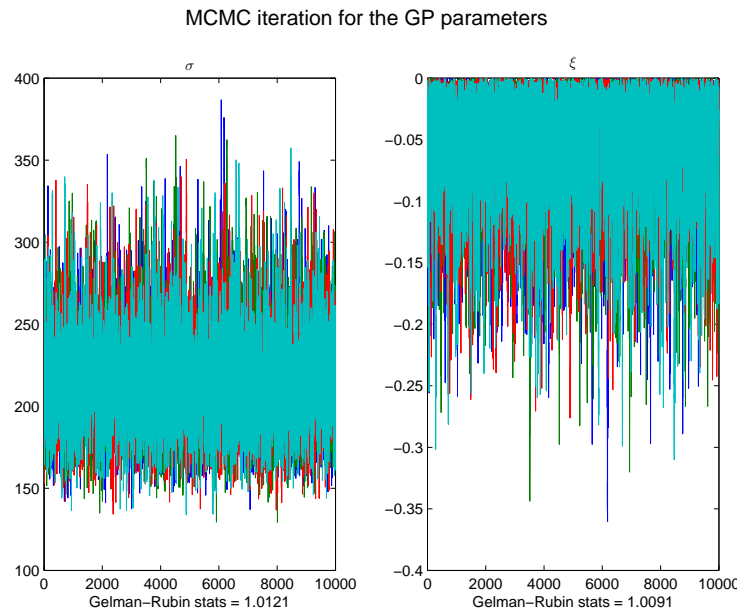 MCMC iteration for the GP parameters
σ
400
350
300
250
200
150
100
0 2000 4000 6000 8000 10000
Gelman−Rubin stats = 1.0121
ξ
0
−0.05
−0.1
−0.15
−0.2
−0.25
−0.3
−0.35
−0.4
0 2000 4000 6000 8000 10000
Gelman−Rubin stats = 1.0091